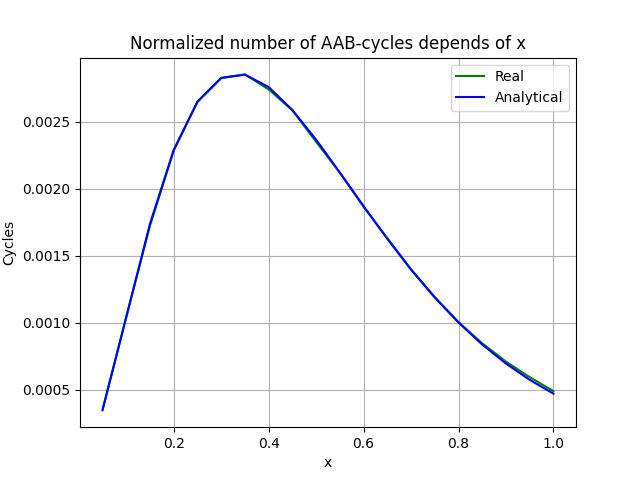 Normalized number of AAB-cycles depends of x
Real
Analytical
Cycles
0.0025
0.0020
0.0015
0.0010
0.0005
0.2 0.4 0.6 0.8 1.0
x